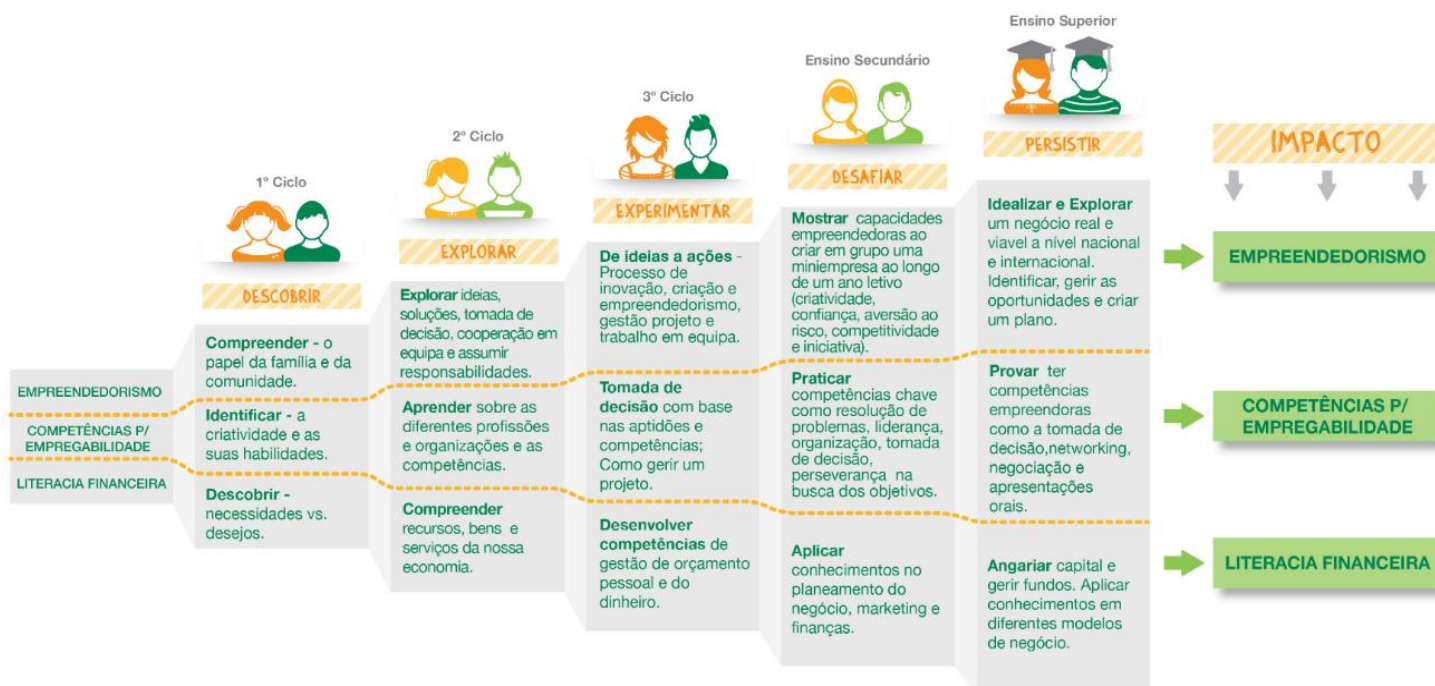 EMPREENDEDORISMO
COMPETÊNCIAS P/
EMPREGABILIDADE
LITERACIA FINANCEIRA
1º Ciclo
DESCOBRIR
Compreender - o
papel da família e da
comunidade.
Identificar - a
criatividade e as
suas habilidades.
Descobrir -
necessidades vs.
desejos.
2º Ciclo
EXPLORAR
Explorar ideias,
soluções, tomada de
decisão, cooperação em
equipa e assumir
responsabilidades.
Aprender sobre as
diferentes profissões
e organizações e as
competências.
Compreender
recursos, bens e
serviços da nossa
economia.
3º Ciclo
EXPERIMENTAR
De ideias a ações -
Processo de
inovação, criação e
empreendedorismo,
gestão projeto e
trabalho em equipa.
Tomada de
decisão com base
nas aptidões e
competências;
Como gerir um
projeto.
Desenvolver
competências de
gestão de orçamento
pessoal e do
dinheiro.
Ensino Secundário
DESAFIAR
Mostrar capacidades
empreendedoras ao
criar em grupo uma
miniempresa ao longo
de um ano letivo
(criatividade,
confiança, aversão ao
risco, competitividade
e iniciativa).
Praticar
competências chave
como resolução de
problemas, liderança,
organização, tomada
de decisão,
perseverança na
busca dos objetivos.
Aplicar
conhecimentos no
planeamento do
negócio, marketing e
finanças.
Ensino Superior
PERSISTIR
Idealizar e Explorar
um negócio real e
viavel a nível nacional
e internacional.
Identificar, gerir as
oportunidades e criar
um plano.
Provar ter
competências
empreendoras
como a tomada de
decisão,networking,
negociação e
apresentações
orais.
Angariar capital e
gerir fundos. Aplicar
conhecimentos em
diferentes modelos
de negócio.
IMPACTO
EMPREENDEDORISMO
COMPETÊNCIAS P/
EMPREGABILIDADE
LITERACIA FINANCEIRA